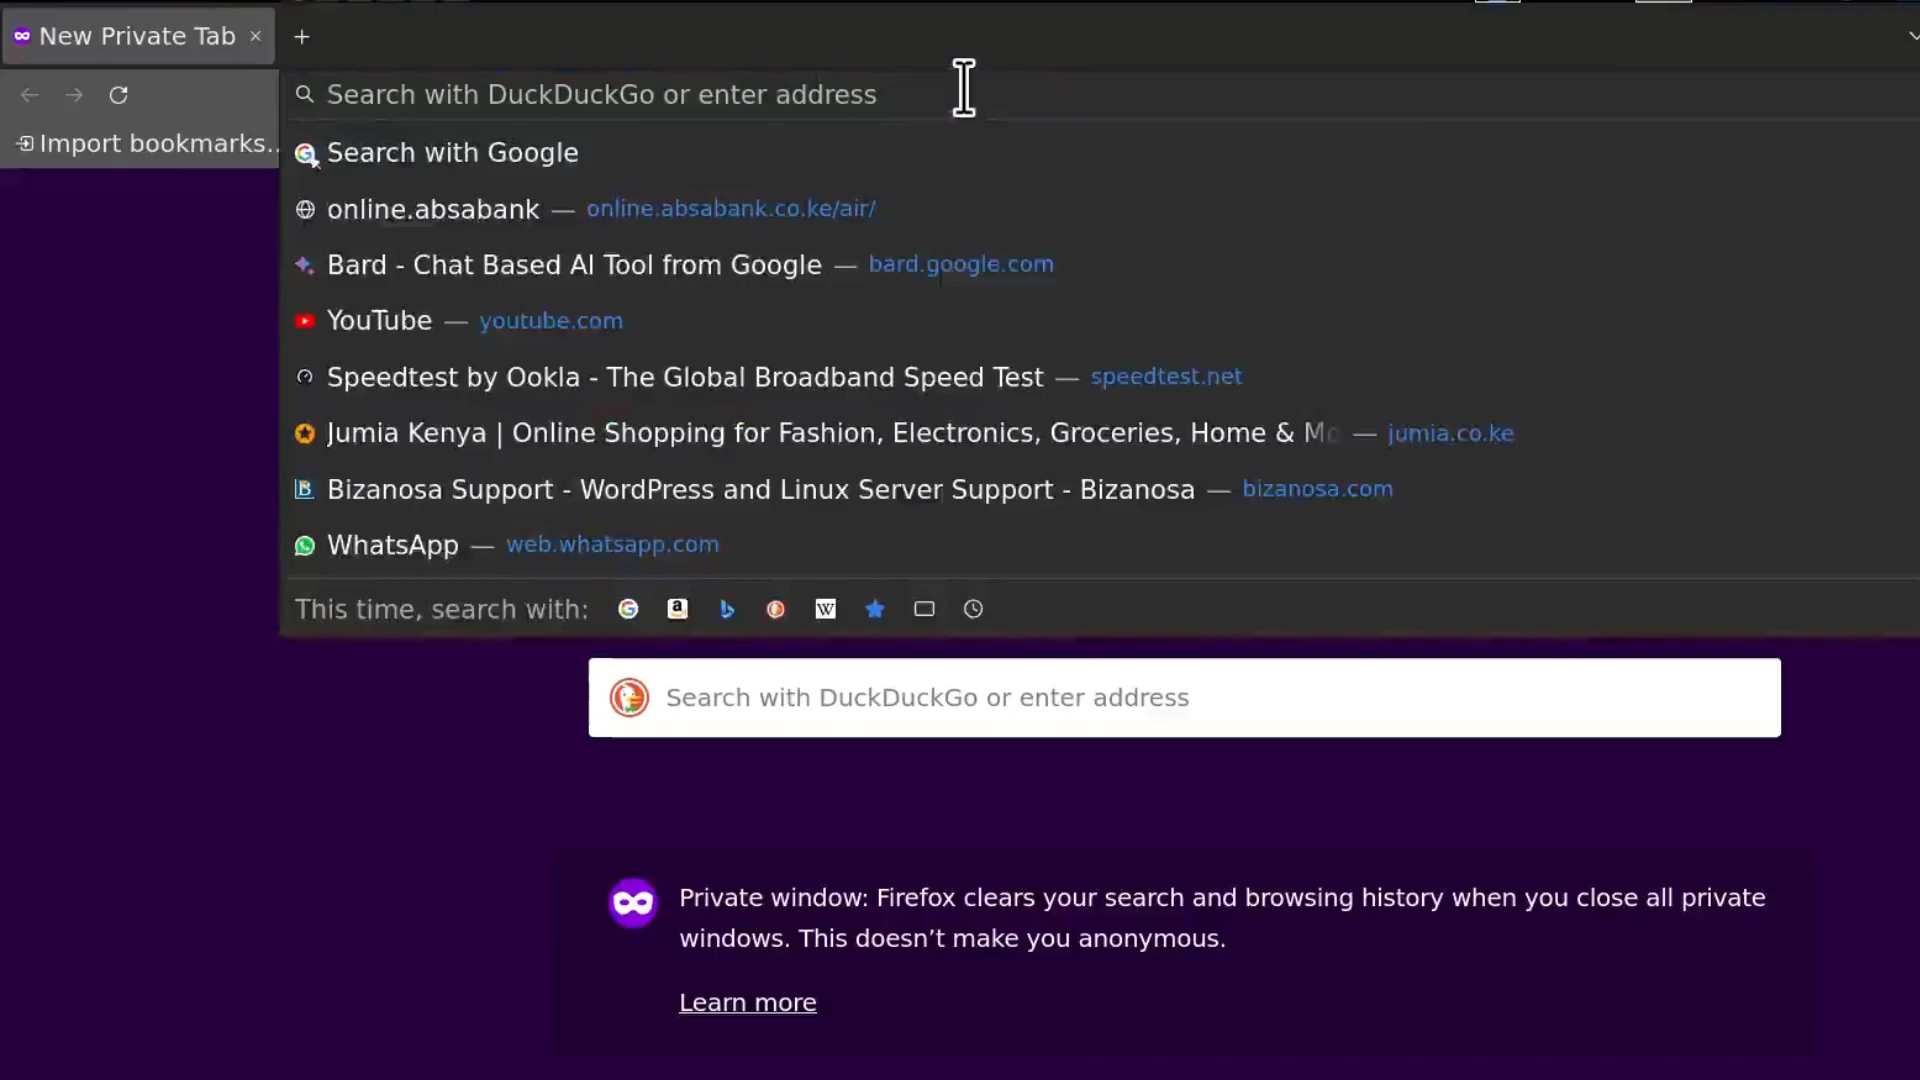 New Private Tab
Search with DuckDuckGo or enter address
Import bookmarks..
Search with Google
online.absabank — online.absabank.co.ke/air/
Bard - Chat Based AI Tool from Google — bard.google.com
YouTube — youtube.com
Speedtest by Ookla - The Global Broadband Speed Test — speedtest.net
Jumia Kenya | Online Shopping for Fashion, Electronics, Groceries, Home & Mo — jumia.co.ke
Bizanosa Support - WordPress and Linux Server Support - Bizanosa — bizanosa.com
WhatsApp — web.whatsapp.com
This time, search with:
Search with DuckDuckGo or enter address
Private window: Firefox clears your search and browsing history when you close all private
windows. This doesn’t make you anonymous.
Learn more